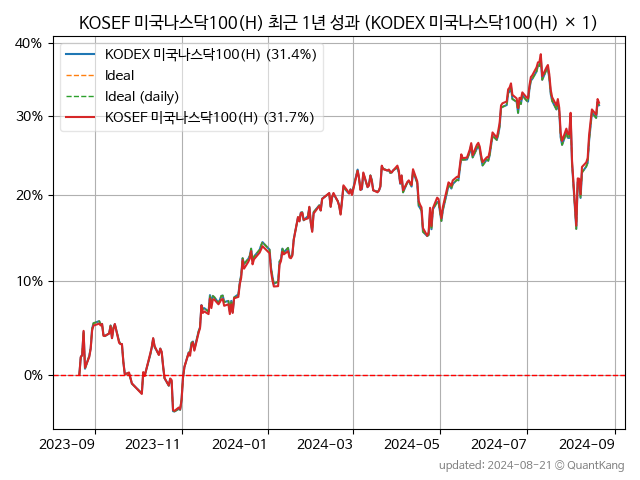 KOSEF 미국나스닥100(H) 최근 1년 성과 (KODEX 미국나스닥100(H) × 1)
40%
30%
20%
10%
0%
KODEX 미국나스닥100(H) (31.4%)
Ideal
Ideal (daily)
KOSEF 미국나스닥100(H) (31.7%)
2023-09 2023-11 2024-01 2024-03 2024-05 2024-07 2024-09
updated: 2024-08-21 © QuantKang